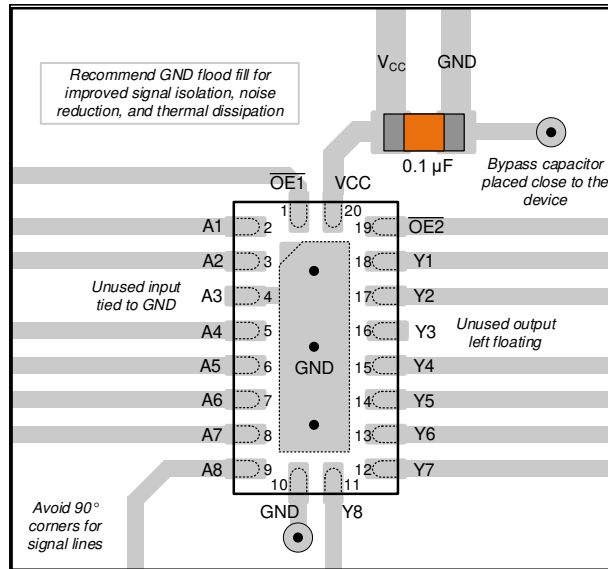 Recommend GND flood fill for
improved signal isolation, noise
reduction, and thermal dissipation
V_CC GND
0.1 µF
Bypass capacitor
placed close to the
device
O̅E̅1̅ VCC
1 20
A1 2 19 O̅E̅2̅
A2 3 18 Y1
Unused input
tied to GND
A3 4 17 Y2
16 Y3
Unused output
left floating
A4 5
GND
A5 6 15 Y4
A6 7 14 Y5
A7 8 13 Y6
A8 9 12 Y7
10 11
GND Y8
Avoid 90°
corners for
signal lines